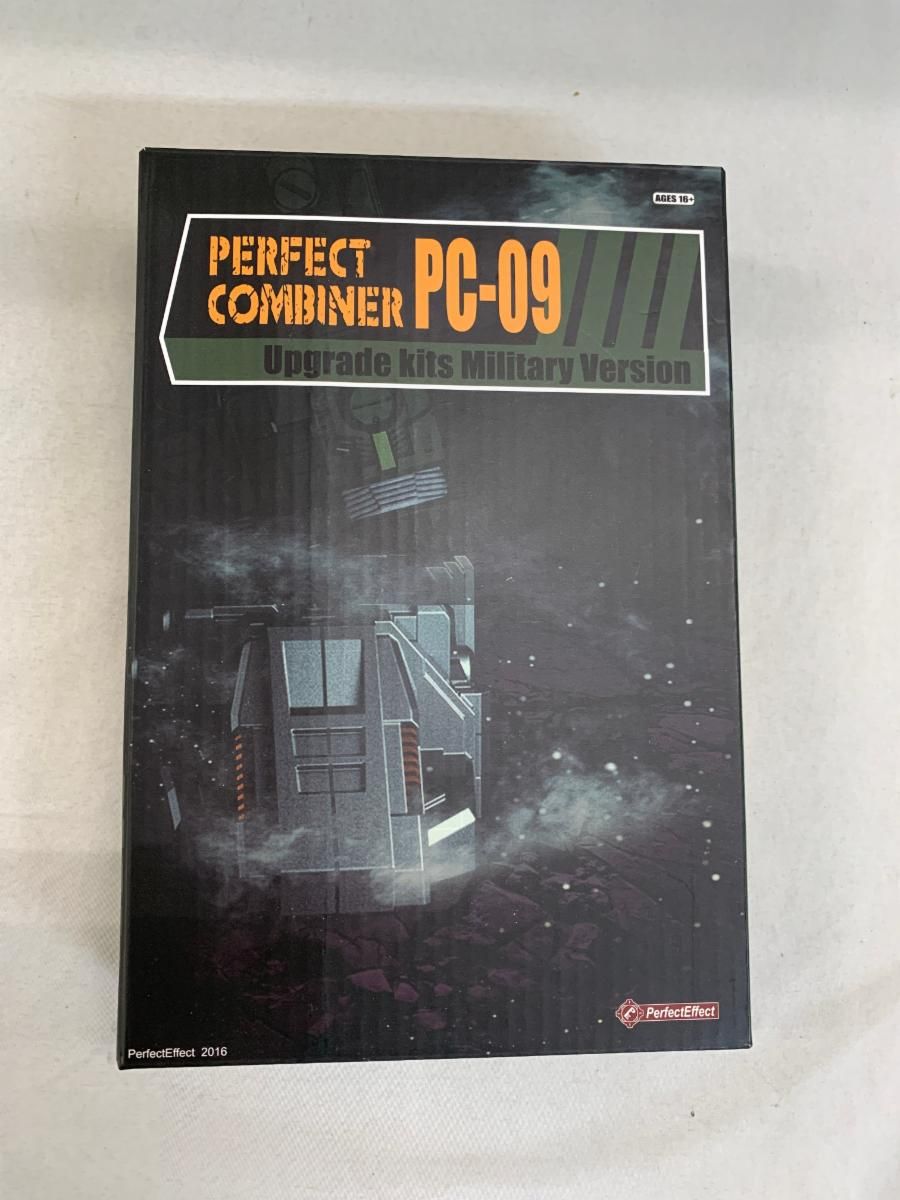 AGES 16+
PERFECT
COMBINER PC-09
Upgrade kits Military Version
PerfectEffect
PerfectEffect 2016